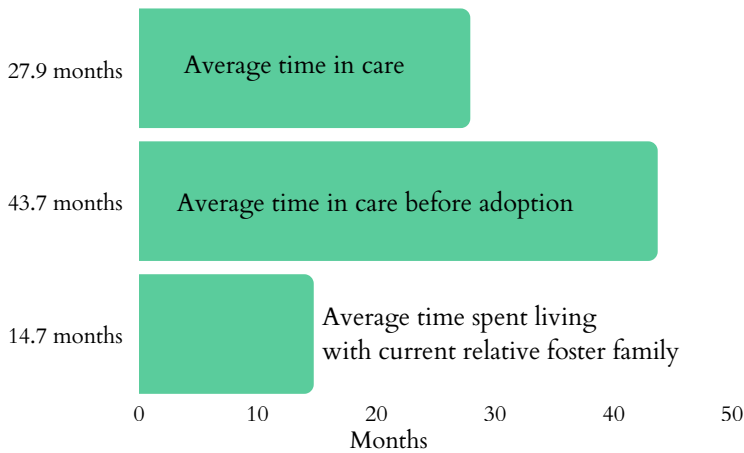 27.9 months
Average time in care
43.7 months
Average time in care before adoption
14.7 months
Average time spent living
with current relative foster family
0 10 20 30 40 50
Months